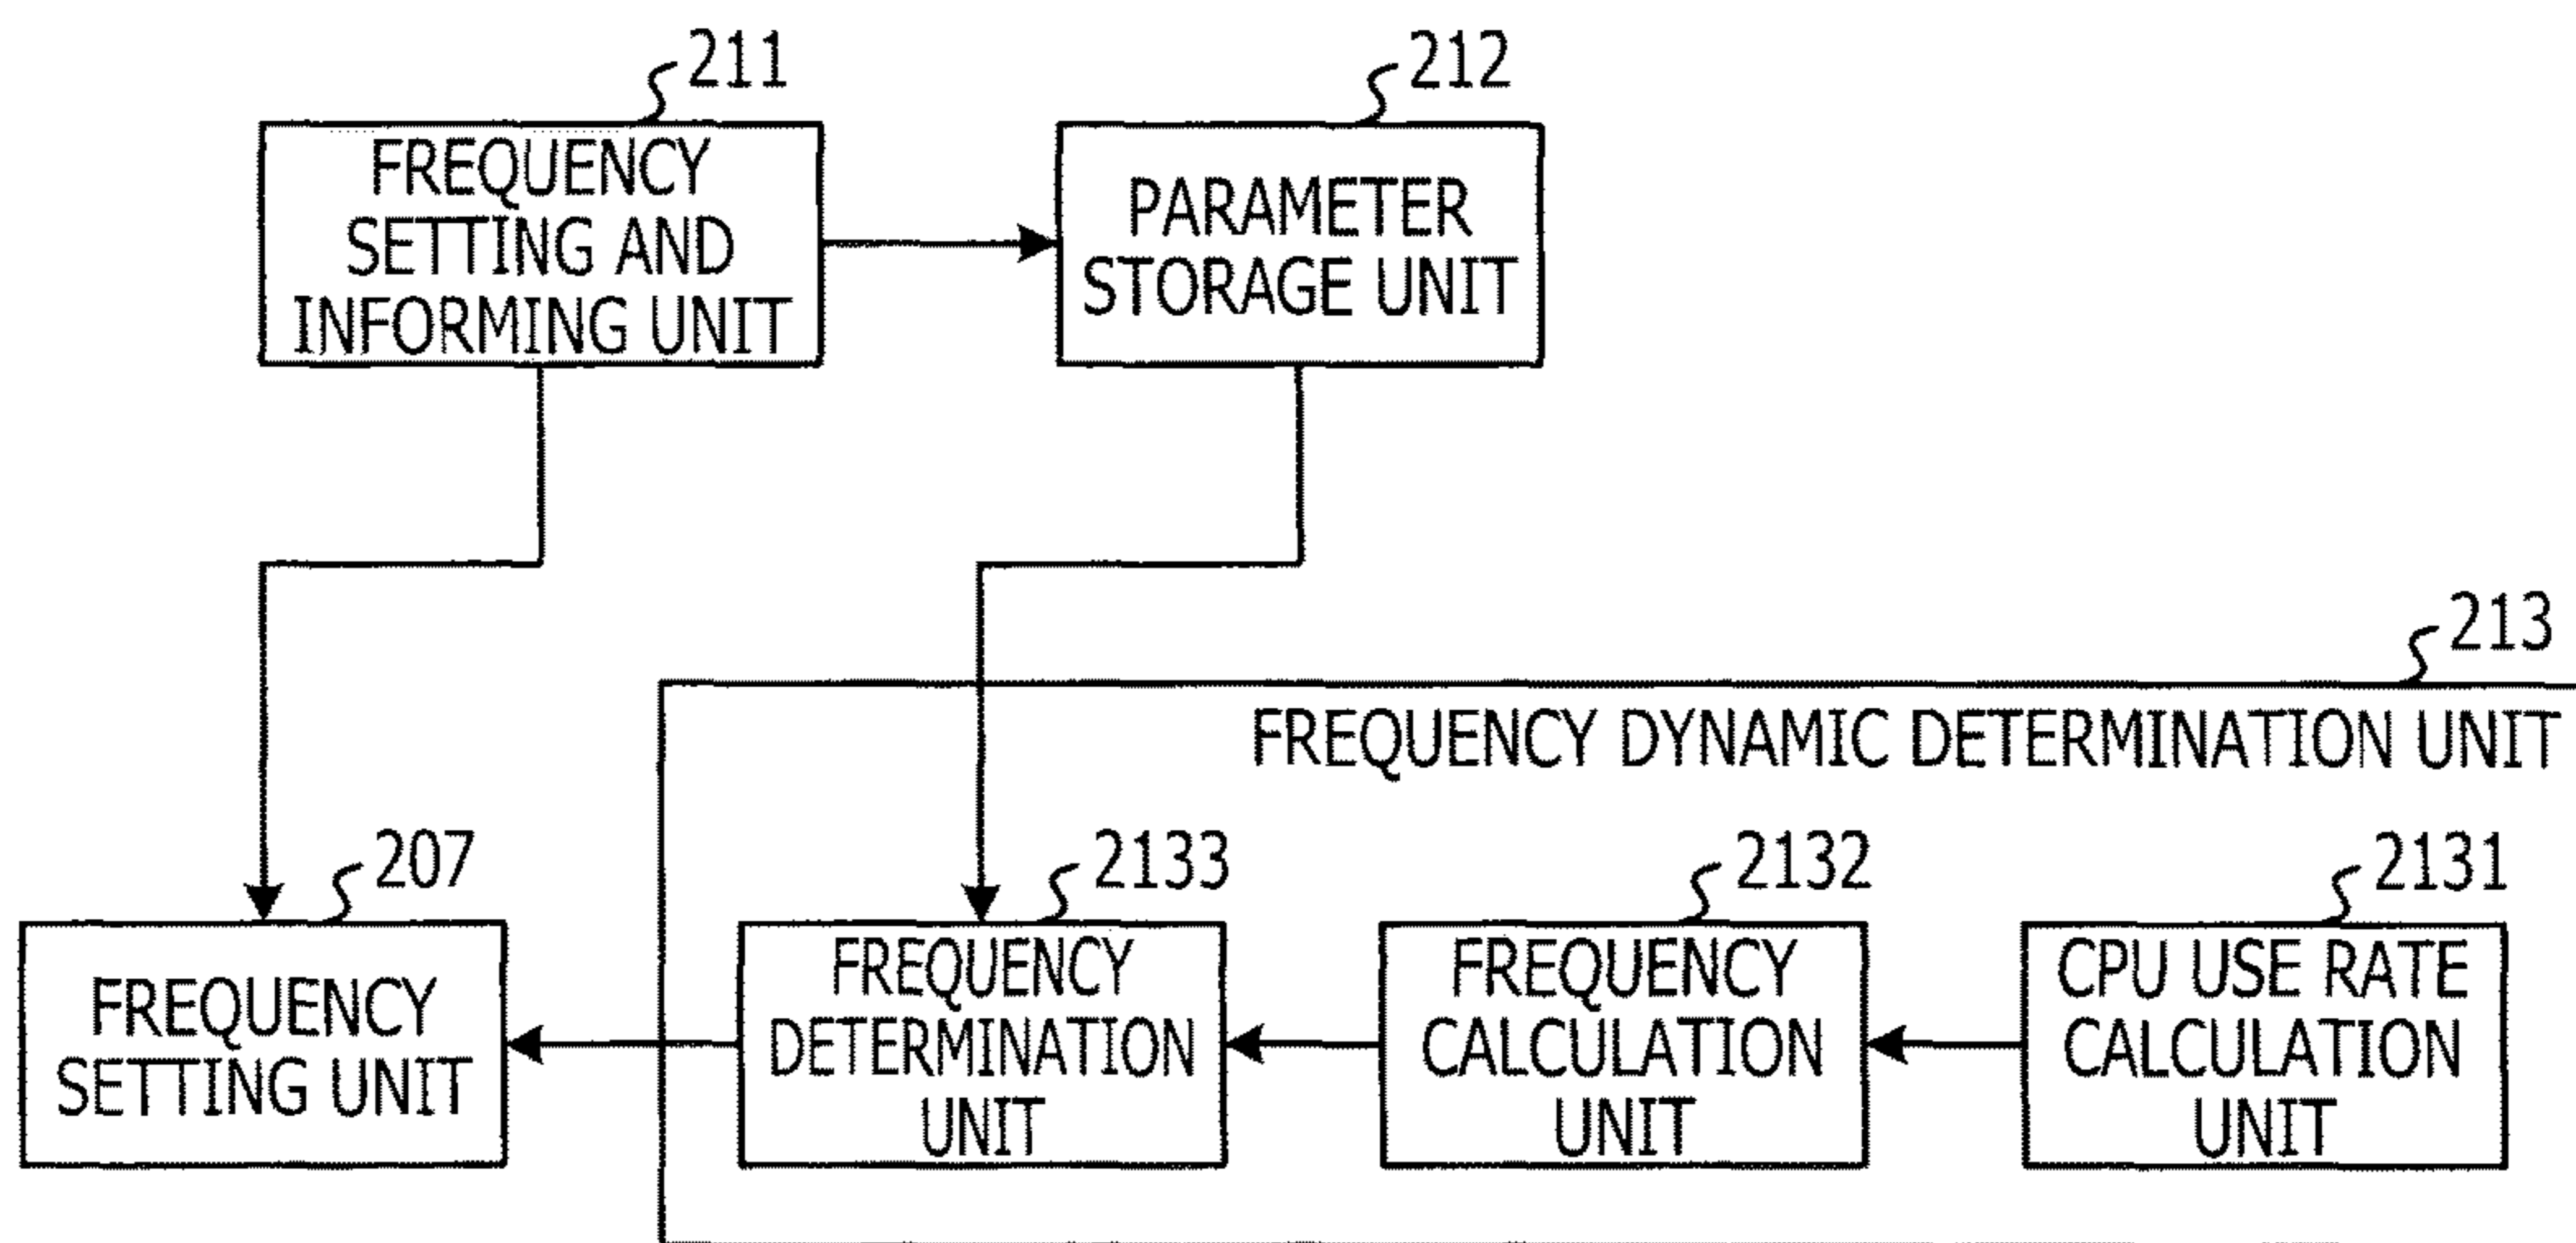 211
FREQUENCY
SETTING AND
INFORMING UNIT
212
PARAMETER
STORAGE UNIT
213
FREQUENCY DYNAMIC DETERMINATION UNIT
207
FREQUENCY
SETTING UNIT
2133
FREQUENCY
DETERMINATION
UNIT
2132
FREQUENCY
CALCULATION
UNIT
2131
CPU USE RATE
CALCULATION
UNIT